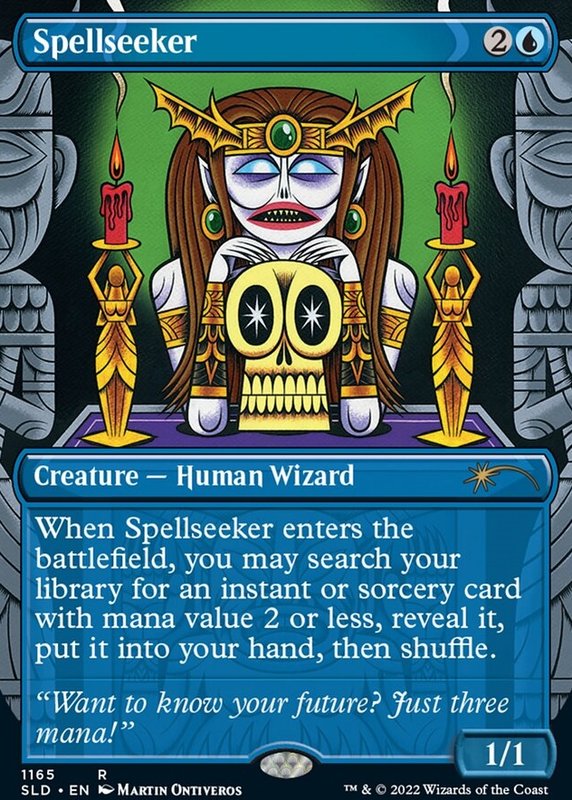 Spellseeker 2
Creature — Human Wizard
When Spellseeker enters the
battlefield, you may search your
library for an instant or sorcery card
with mana value 2 or less, reveal it,
put it into your hand, then shuffle.
“Want to know your future? Just three
mana!”
1/1
1165 R
SLD • EN Martin Ontiveros ™ & © 2022 Wizards of the Coast